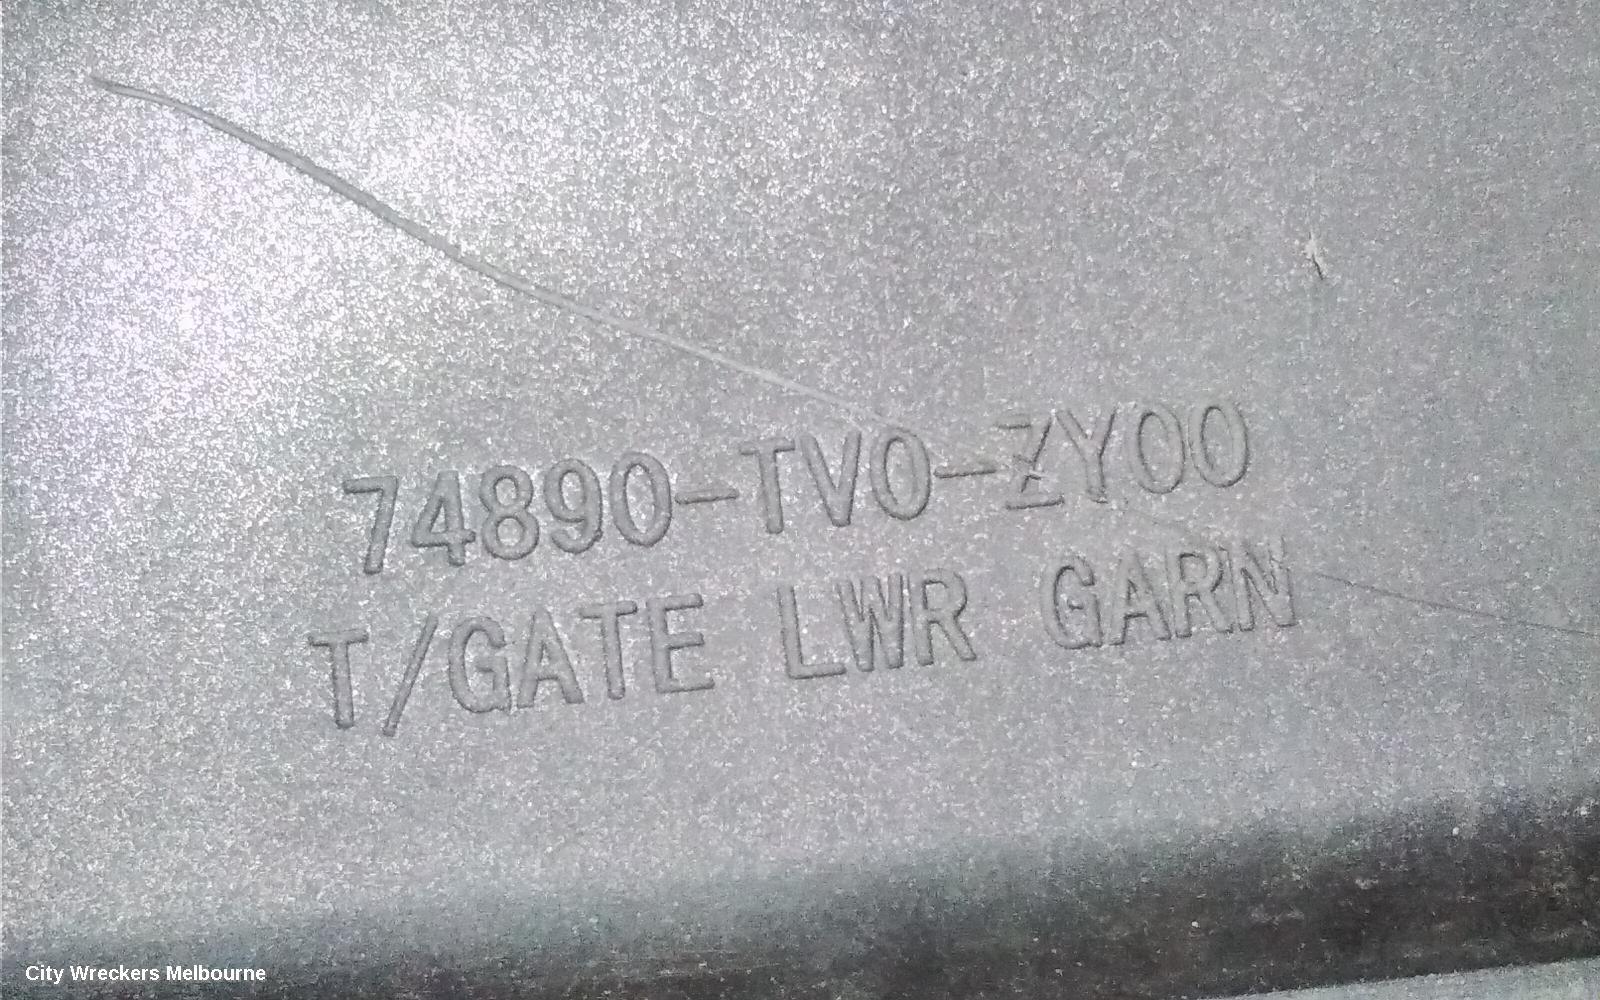 74890-TV0-ZY00
T/GATE LWR GARN
City Wreckers Melbourne